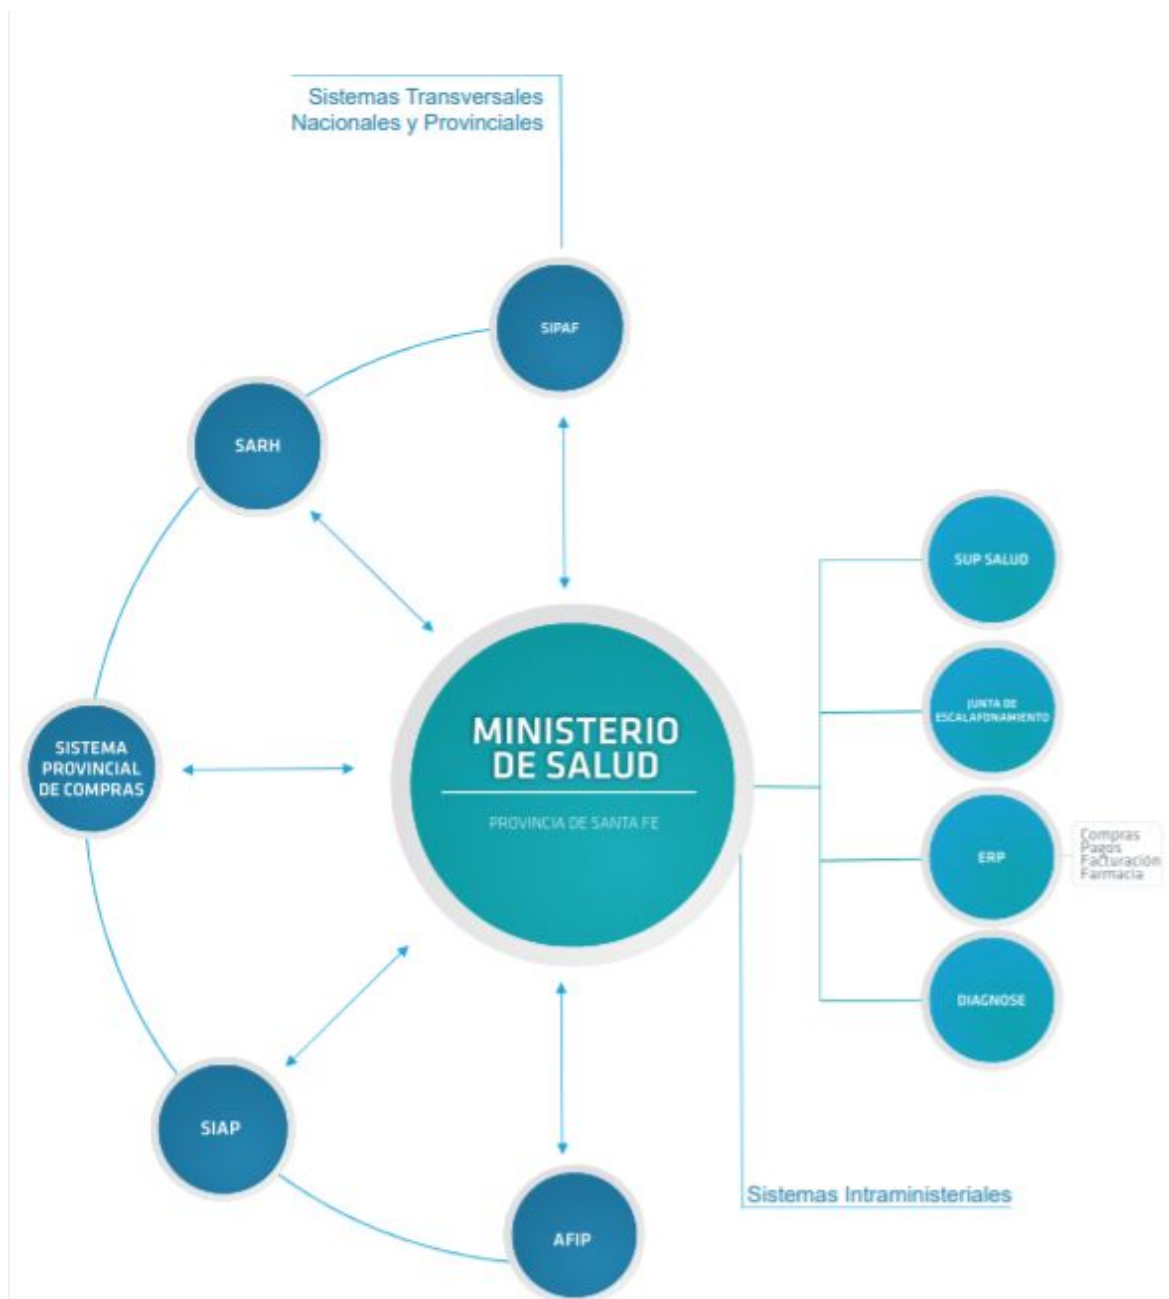 Sistemas Transversales
Nacionales y Provinciales
SIPAF
SARH
SUP SALUD
JUNTA DE
ESCALAFONAMIENTO
MINISTERIO
DE SALUD
PROVINCIA DE SANTA FE
SISTEMA
PROVINCIAL
DE COMPRAS
ERP
Compras
Pagos
Facturación
Farmacia
DIAGNOSE
SIAP
Sistemas Intraministeriales
AFIP